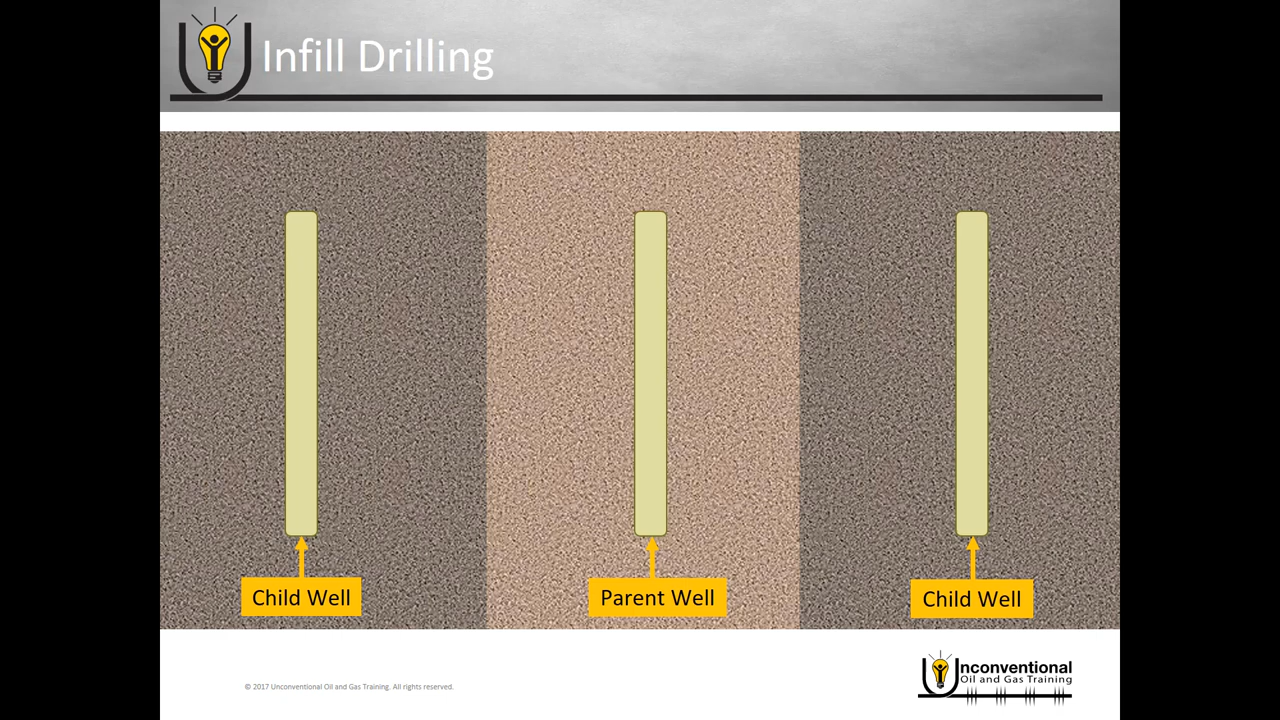 Infill Drilling
Child Well
Parent Well
Child Well
© 2017 Unconventional Oil and Gas Training. All rights reserved.
Unconventional
Oil and Gas Training